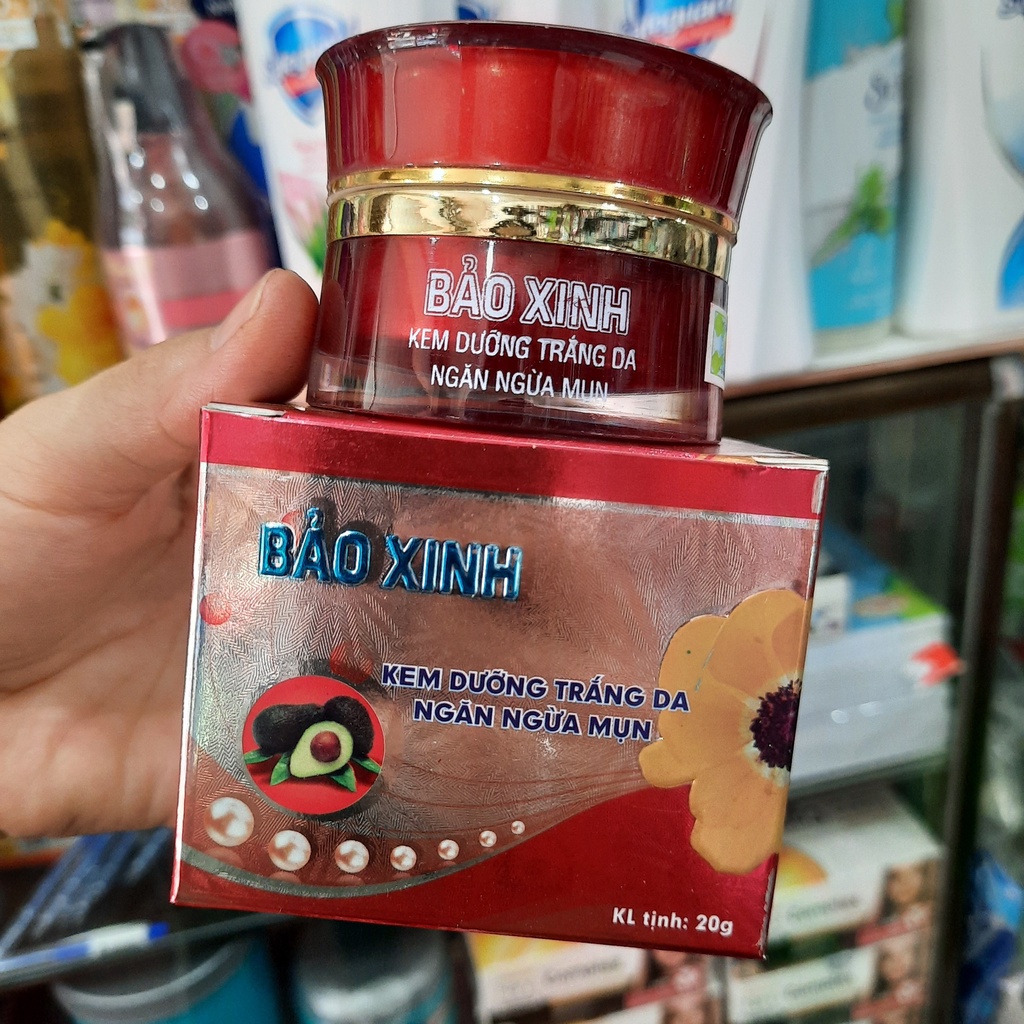 BẢO XINH
KEM DƯỠNG TRẮNG DA
NGĂN NGỪA MỤN
BẢO XINH
KEM DƯỠNG TRẮNG DA
NGĂN NGỪA MỤN
KL tịnh: 20g